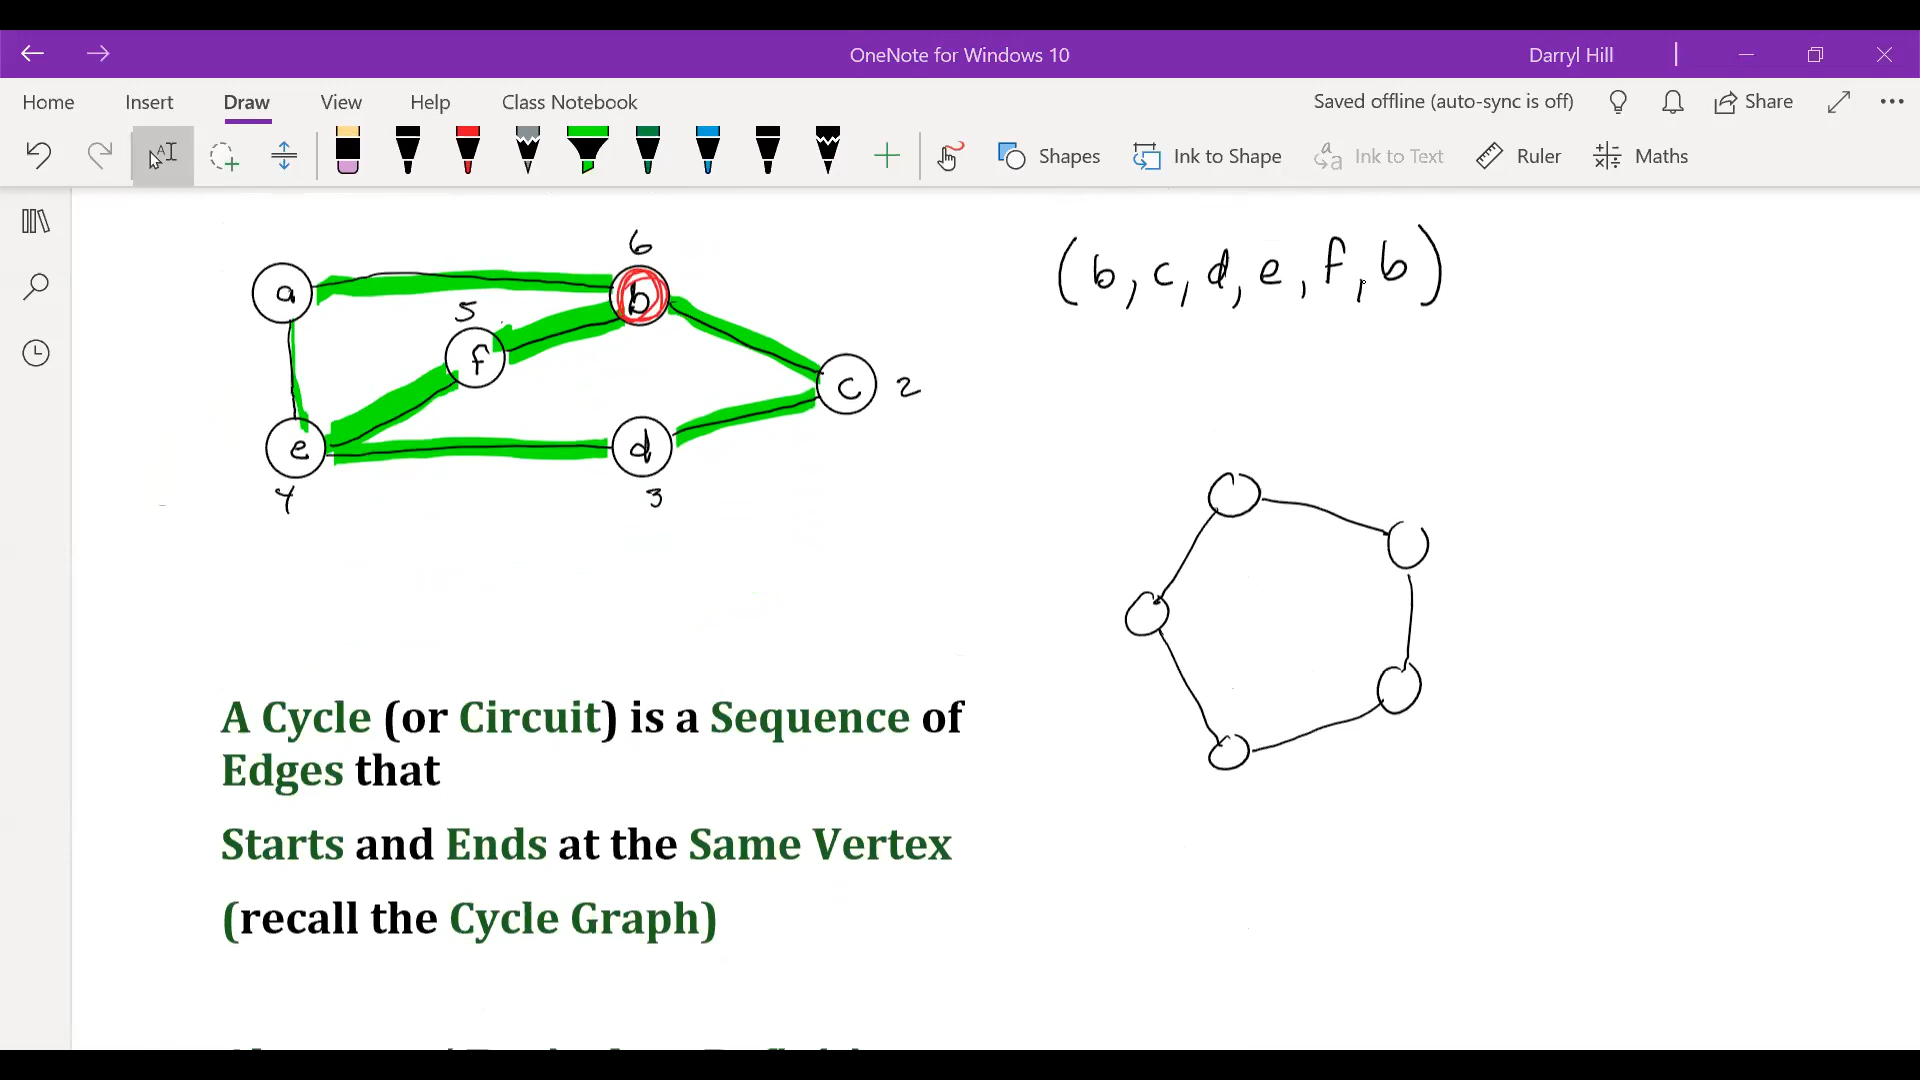 OneNote for Windows 10
Darryl Hill
Home Insert Draw View Help Class Notebook
Saved offline (auto-sync is off) Share
Shapes Ink to Shape Ink to Text Ruler Maths
6
(b, c, d, e, f, b)
a b
5
f
c 2
e d
4 3
A Cycle (or Circuit) is a Sequence of
Edges that
Starts and Ends at the Same Vertex
(recall the Cycle Graph)